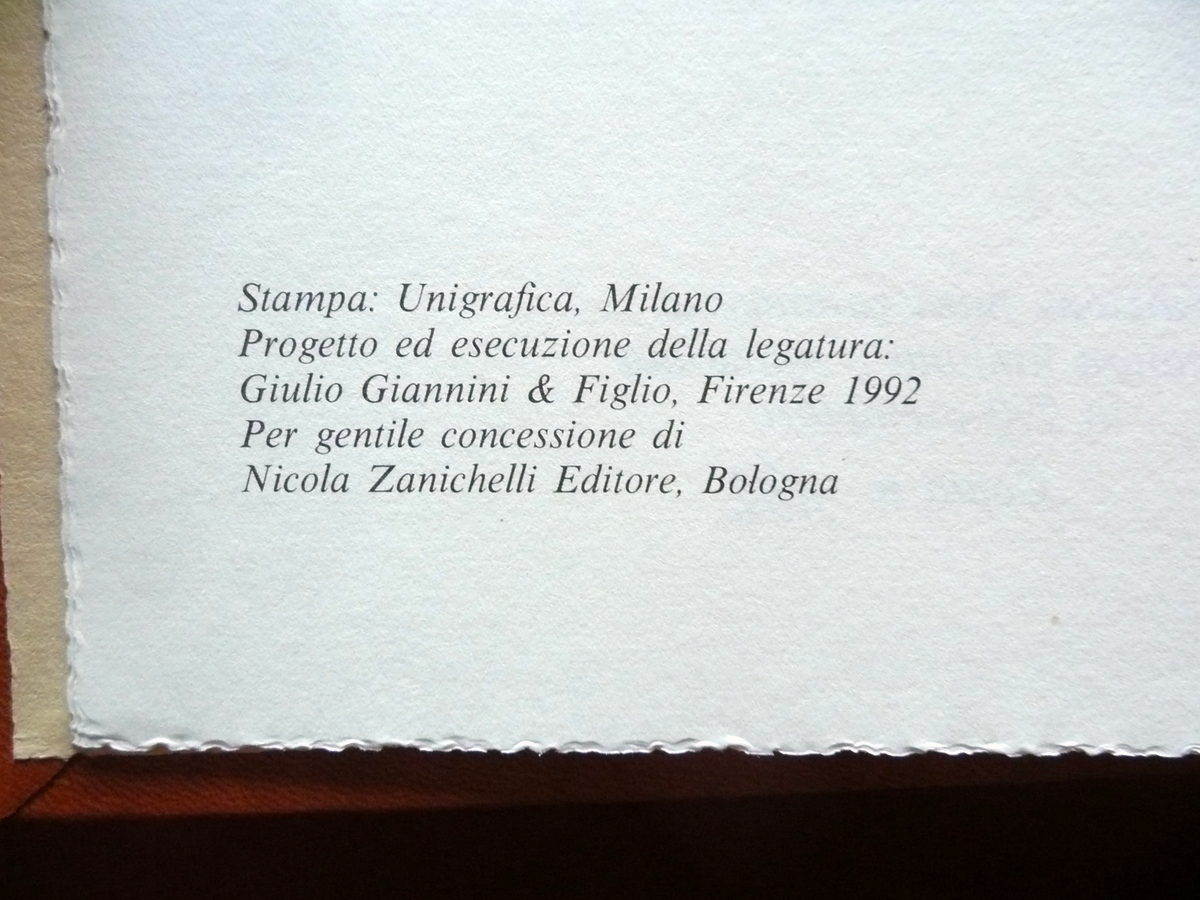 Stampa: Unigrafica, Milano
Progetto ed esecuzione della legatura:
Giulio Giannini & Figlio, Firenze 1992
Per gentile concessione di
Nicola Zanichelli Editore, Bologna